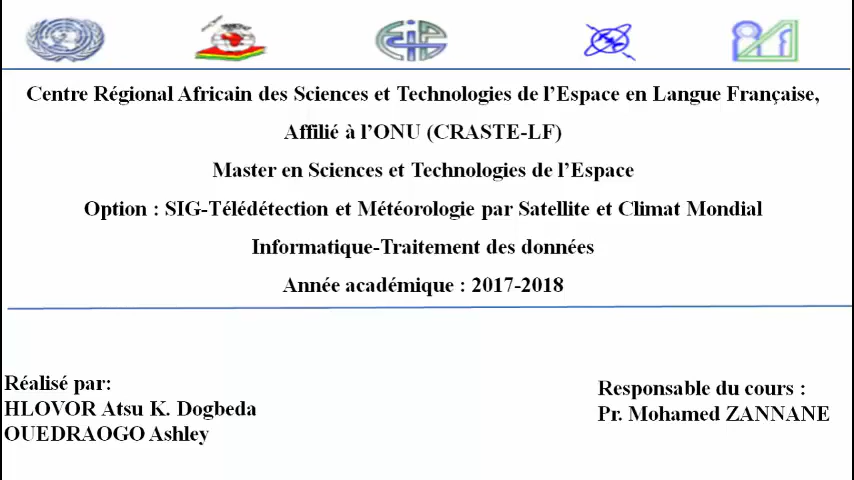 Centre Régional Africain des Sciences et Technologies de l’Espace en Langue Française,
Affilié à l’ONU (CRASTE-LF)
Master en Sciences et Technologies de l’Espace
Option : SIG-Télédétection et Météorologie par Satellite et Climat Mondial
Informatique-Traitement des données
Année académique : 2017-2018
Réalisé par:
HLOVOR Atsu K. Dogbeda
OUEDRAOGO Ashley
Responsable du cours :
Pr. Mohamed ZANNANE